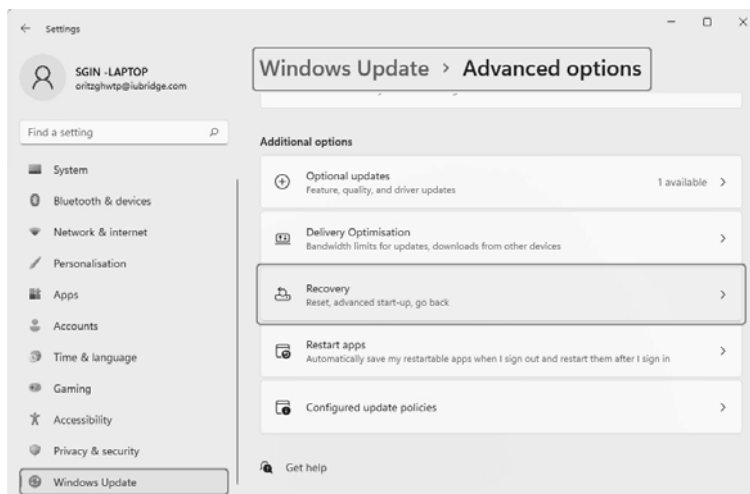 Settings
SGIN -LAPTOP
oritzghwtp@iubridge.com
Find a setting
System
Bluetooth & devices
Network & internet
Personalisation
Apps
Accounts
Time & language
Gaming
Accessibility
Privacy & security
Windows Update
Windows Update > Advanced options
Additional options
Optional updates
Feature, quality, and driver updates
1 available
Delivery Optimisation
Bandwidth limits for updates, downloads from other devices
Recovery
Reset, advanced start-up, go back
Restart apps
Automatically save my restartable apps when I sign out and restart them after I sign in
Configured update policies
Get help